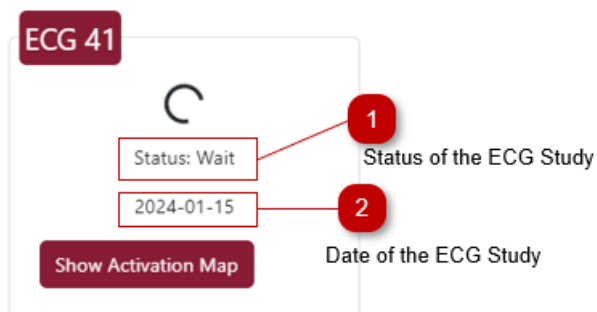 ECG 41
1
Status: Wait
Status of the ECG Study
2024-01-15
2
Date of the ECG Study
Show Activation Map